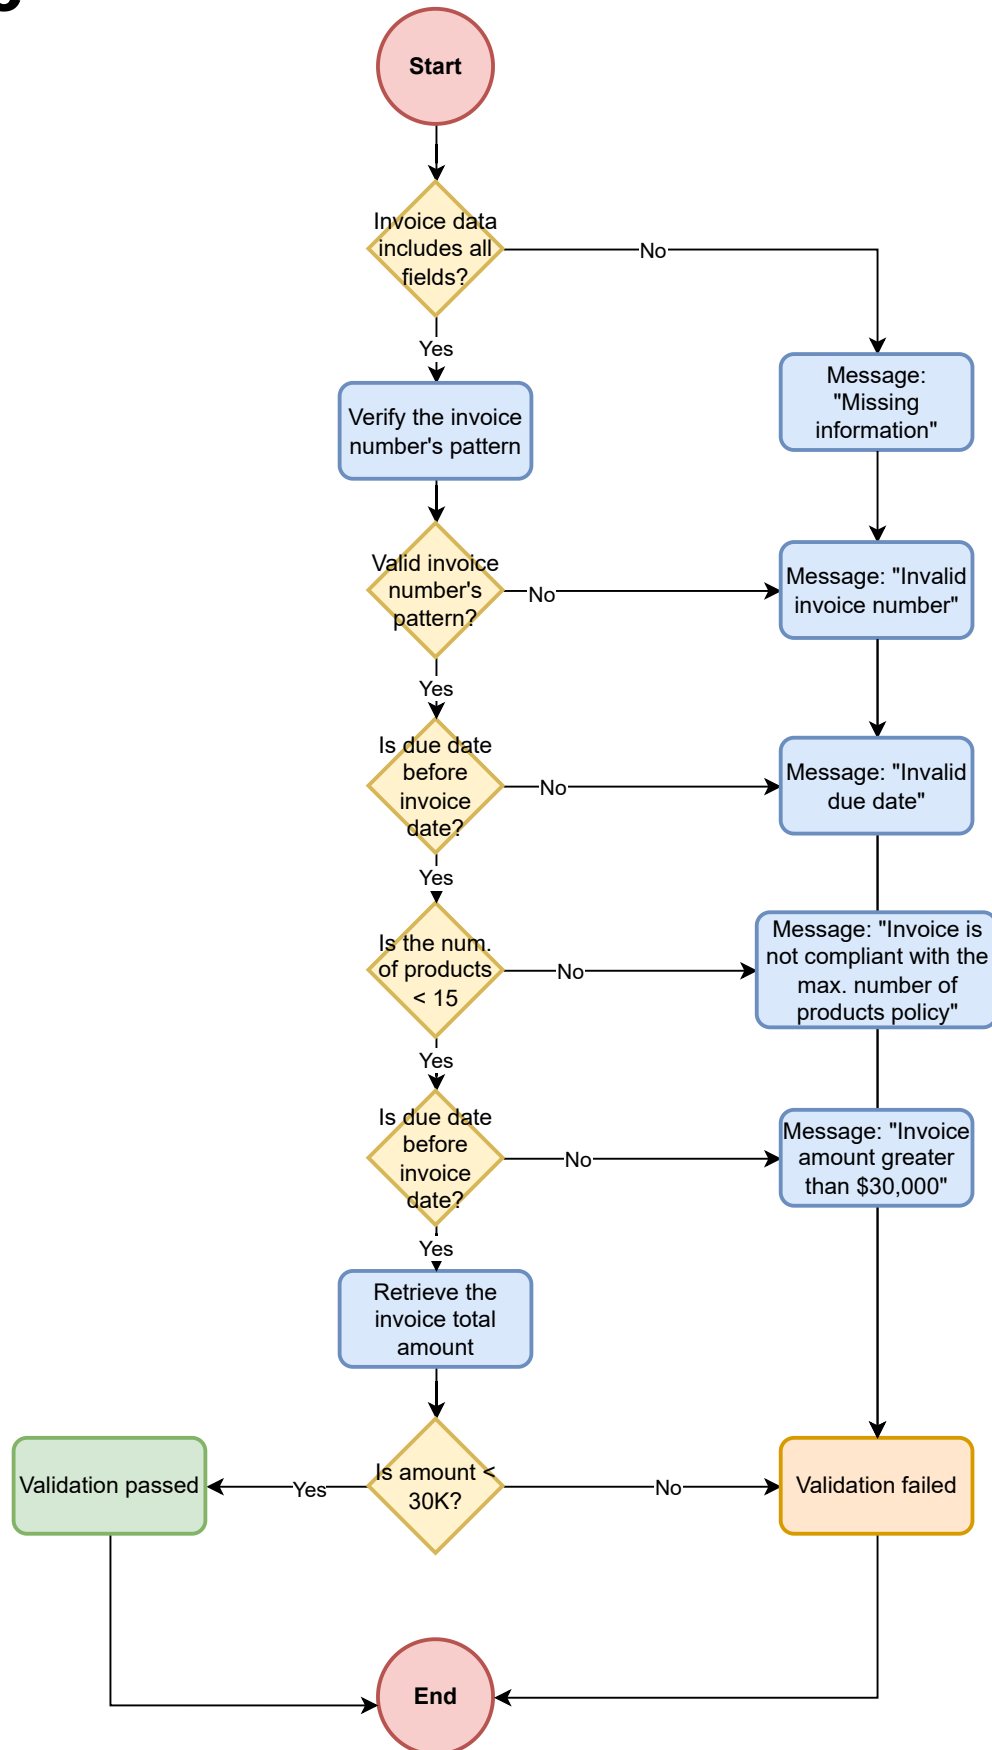 Start
Invoice data
includes all
fields?
No
Yes
Message:
"Missing
information"
Verify the invoice
number's pattern
Valid invoice
number's
pattern?
No
Message: "Invalid
invoice number"
Yes
Is due date
before
invoice
date?
No
Message: "Invalid
due date"
Yes
Is the num.
of products
< 15
No
Message: "Invoice is
not compliant with the
max. number of
products policy"
Yes
Is due date
before
invoice
date?
No
Message: "Invoice
amount greater
than $30,000"
Yes
Retrieve the
invoice total
amount
Validation passed
Yes
Is amount <
30K?
No
Validation failed
End